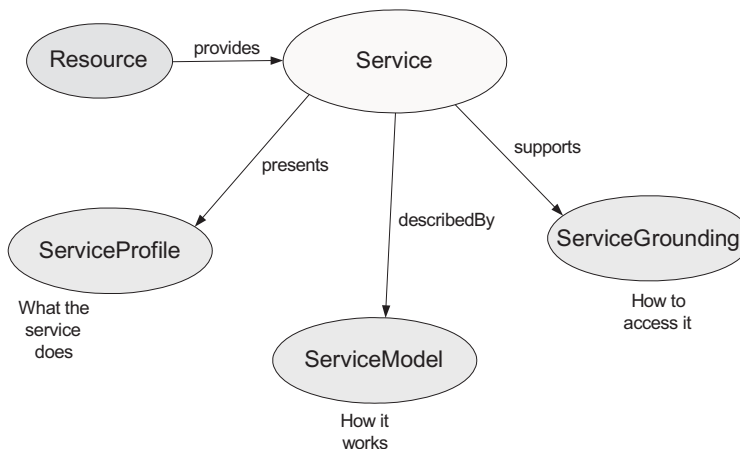 Resource
provides
Service
presents
describedBy
supports
ServiceProfile
What the
service
does
ServiceModel
How it
works
ServiceGrounding
How to
access it